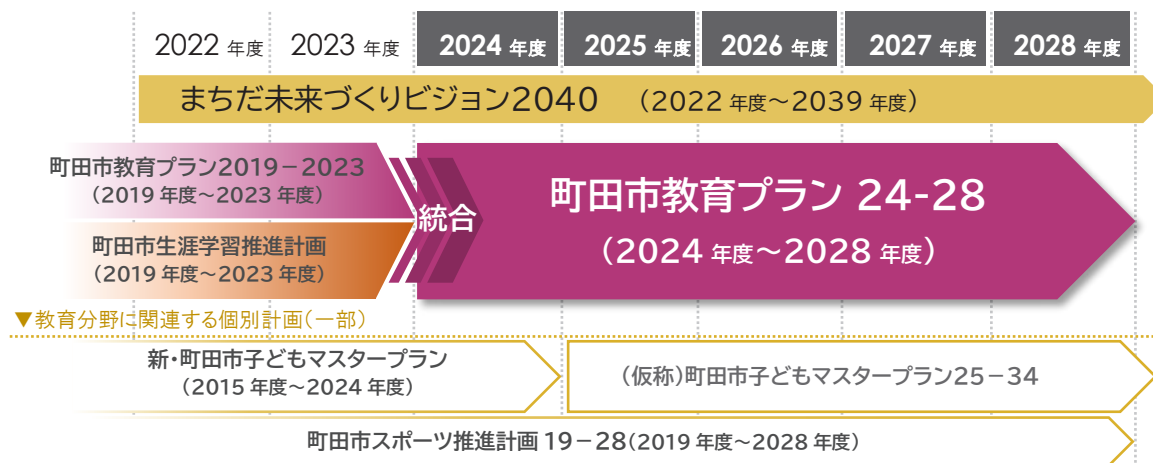 2022 年度 2023 年度 2024 年度 2025 年度 2026 年度 2027 年度 2028 年度
まちだ未来づくりビジョン2040 （2022 年度～2039 年度）
町田市教育プラン2019－2023
（2019 年度～2023 年度）
町田市生涯学習推進計画
（2019 年度～2023 年度）
統合
町田市教育プラン 24-28
（2024 年度～2028 年度）
▼教育分野に関連する個別計画（一部）
新・町田市子どもマスタープラン
（2015 年度～2024 年度）
（仮称）町田市子どもマスタープラン25－34
町田市スポーツ推進計画 19－28（2019 年度～2028 年度）